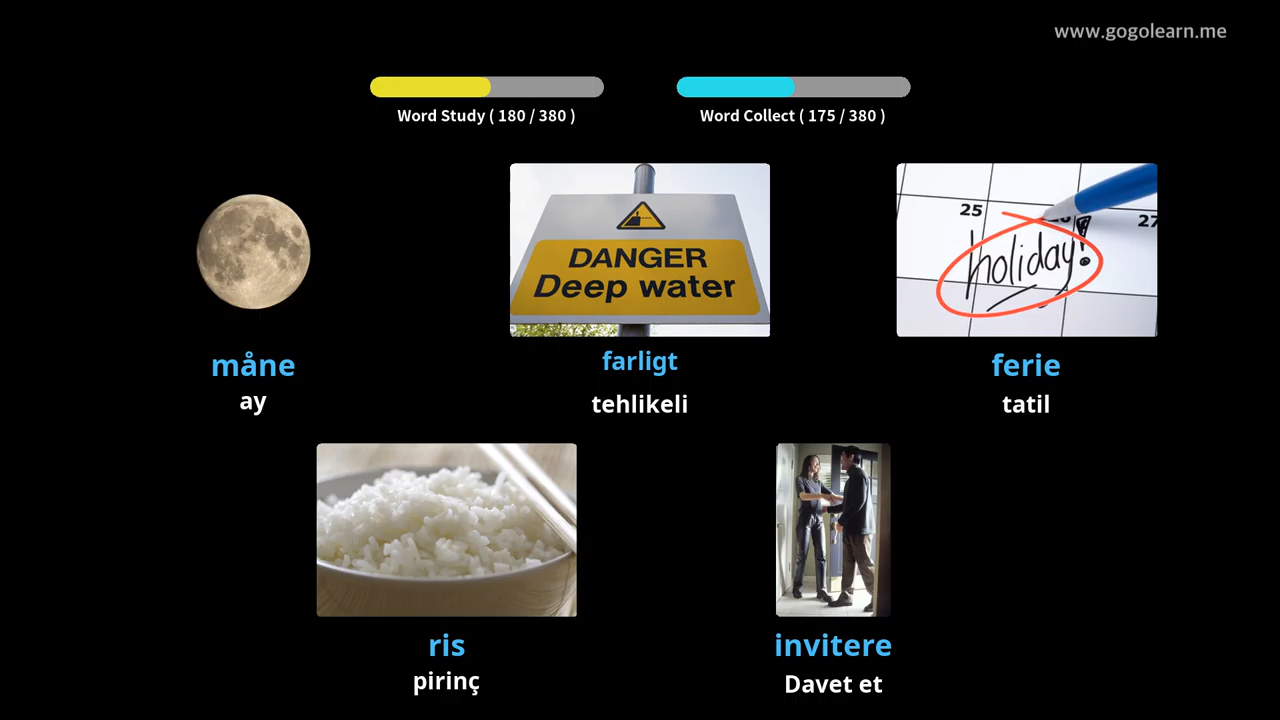 www.gogolearn.me
Word Study ( 180 / 380 )
Word Collect ( 175 / 380 )
DANGER
Deep water
25
27
holiday!
måne
farligt
ferie
ay
tehlikeli
tatil
ris
invitere
pirinç
Davet et